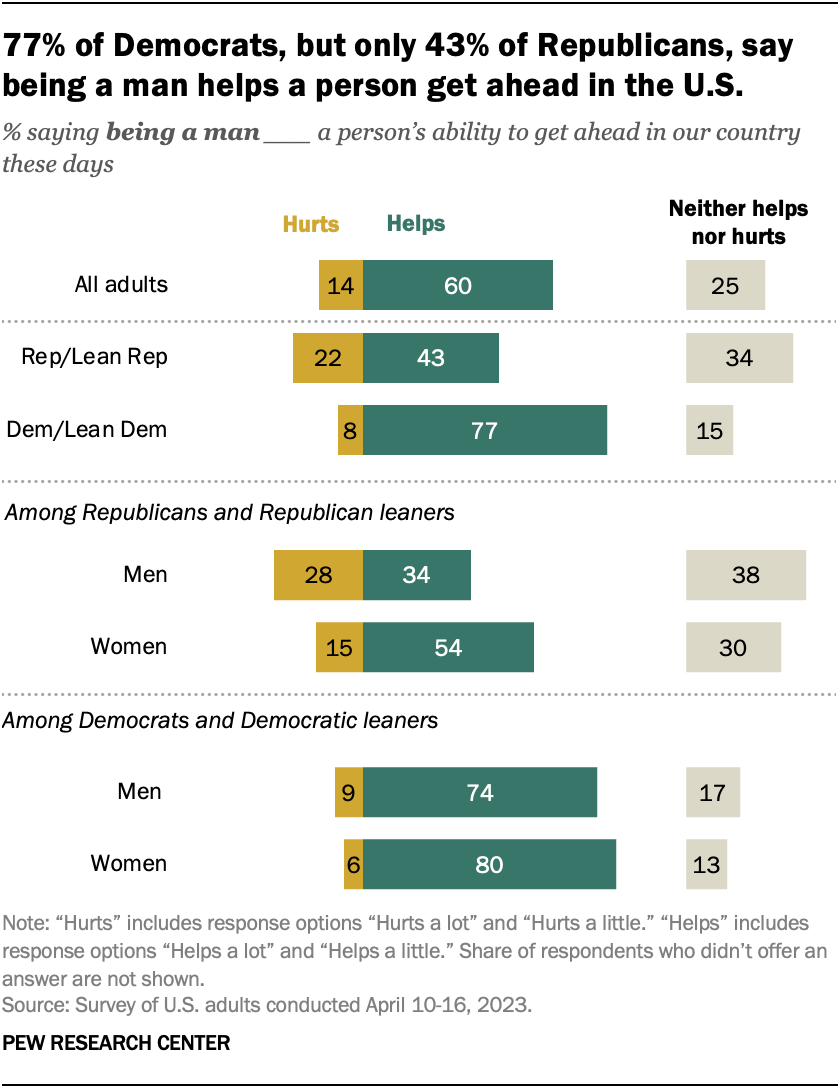 77% of Democrats, but only 43% of Republicans, say
being a man helps a person get ahead in the U.S.
% saying being a man ___ a person's ability to get ahead in our country
these days
Hurts Helps Neither helps
nor hurts
All adults 14 60 25
Rep/Lean Rep 22 43 34
Dem/Lean Dem 8 77 15
Among Republicans and Republican leaners
Men 28 34 38
Women 15 54 30
Among Democrats and Democratic leaners
Men 9 74 17
Women 6 80 13
Note: “Hurts” includes response options “Hurts a lot” and “Hurts a little.” “Helps” includes
response options “Helps a lot” and “Helps a little.” Share of respondents who didn’t offer an
answer are not shown.
Source: Survey of U.S. adults conducted April 10-16, 2023.
PEW RESEARCH CENTER